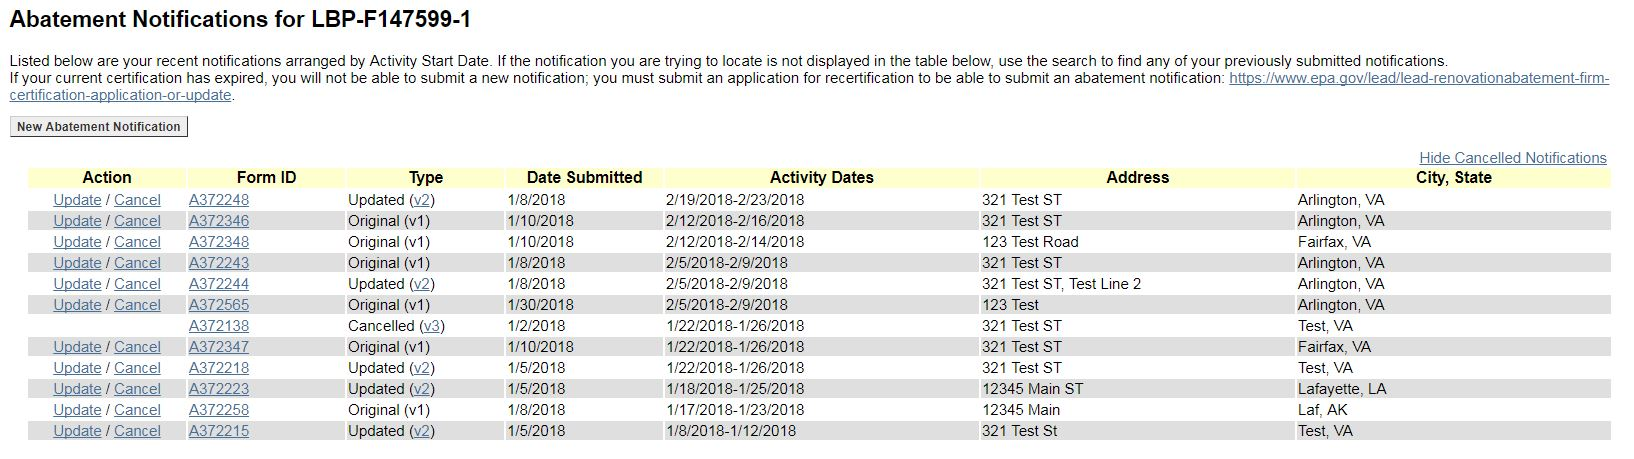 Abatement Notifications for LBP-F147599-1
Listed below are your recent notifications arranged by Activity Start Date. If the notification you are trying to locate is not displayed in the table below, use the search to find any of your previously submitted notifications.
If your current certification has expired, you will not be able to submit a new notification; you must submit an application for recertification to be able to submit an abatement notification: https://www.epa.gov/lead/lead-renovationabatement-firm-
certification-application-or-update.
New Abatement Notification
Hide Cancelled Notifications
Action Form ID Type Date Submitted Activity Dates Address City, State
Update / Cancel A372248 Updated (v2) 1/8/2018 2/19/2018-2/23/2018 321 Test ST Arlington, VA
Update / Cancel A372346 Original (v1) 1/10/2018 2/12/2018-2/16/2018 321 Test ST Arlington, VA
Update / Cancel A372348 Original (v1) 1/10/2018 2/12/2018-2/14/2018 123 Test Road Fairfax, VA
Update / Cancel A372243 Original (v1) 1/8/2018 2/5/2018-2/9/2018 321 Test ST Arlington, VA
Update / Cancel A372244 Updated (v2) 1/8/2018 2/5/2018-2/9/2018 321 Test ST, Test Line 2 Arlington, VA
Update / Cancel A372565 Original (v1) 1/30/2018 2/5/2018-2/9/2018 123 Test Arlington, VA
A372138 Cancelled (v3) 1/2/2018 1/22/2018-1/26/2018 321 Test ST Test, VA
Update / Cancel A372347 Original (v1) 1/10/2018 1/22/2018-1/26/2018 321 Test ST Fairfax, VA
Update / Cancel A372218 Updated (v2) 1/5/2018 1/22/2018-1/26/2018 321 Test ST Test, VA
Update / Cancel A372223 Updated (v2) 1/5/2018 1/18/2018-1/25/2018 12345 Main ST Lafayette, LA
Update / Cancel A372258 Original (v1) 1/8/2018 1/17/2018-1/23/2018 12345 Main Laf, AK
Update / Cancel A372215 Updated (v2) 1/5/2018 1/8/2018-1/12/2018 321 Test St Test, VA